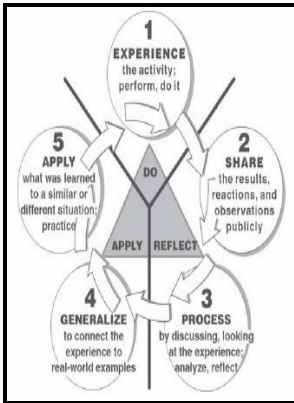 1
EXPERIENCE
the activity;
perform, do it
2
SHARE
the results,
reactions, and
observations
publicly
3
PROCESS
by discussing, looking
at the experience;
analyze, reflect
4
GENERALIZE
to connect the
experience to
real-world examples
5
APPLY
what was learned
to a similar or
different situation;
practice
DO
REFLECT
APPLY